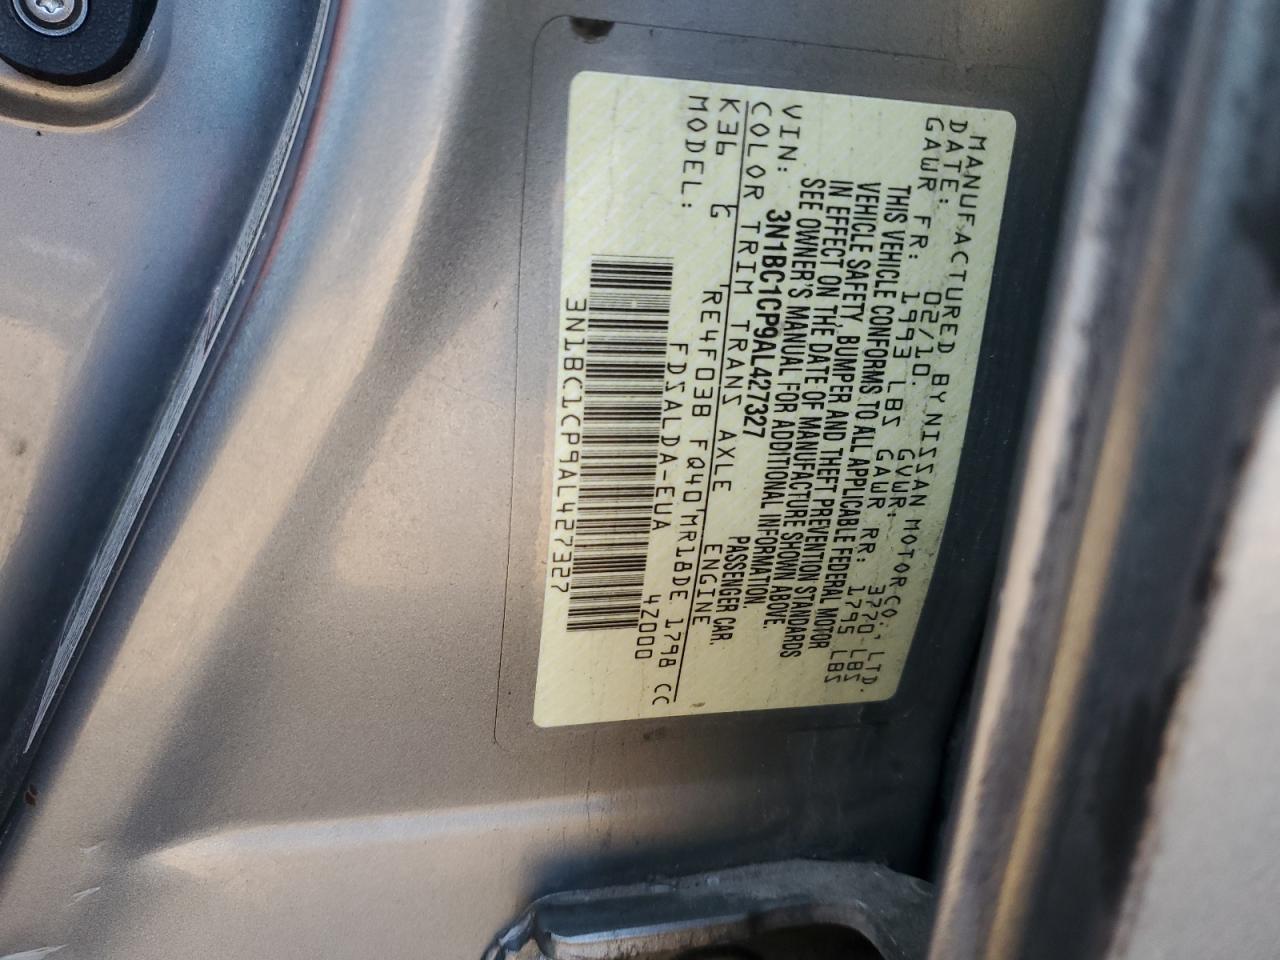 MANUFACTURED BY NISSAN MOTOR CO., LTD.
DATE: 02/10. GVWR: 3770 LBS
GAWR FR: 1993 LBS GAWR RR: 1795 LBS
THIS VEHICLE CONFORMS TO ALL APPLICABLE FEDERAL MOTOR
VEHICLE SAFETY, BUMPER AND THEFT PREVENTION STANDARDS
IN EFFECT ON THE DATE OF MANUFACTURE SHOWN ABOVE.
SEE OWNER'S MANUAL FOR ADDITIONAL INFORMATION.
VIN: 3N1BC1CP9AL427327 PASSENGER CAR.
COLOR TRIM TRANS AXLE ENGINE
K36 G RE4F03B FQ40 MR18DE 1798 CC
MODEL: FDSALDA-EUA 4Z000
3N1BC1CP9AL427327